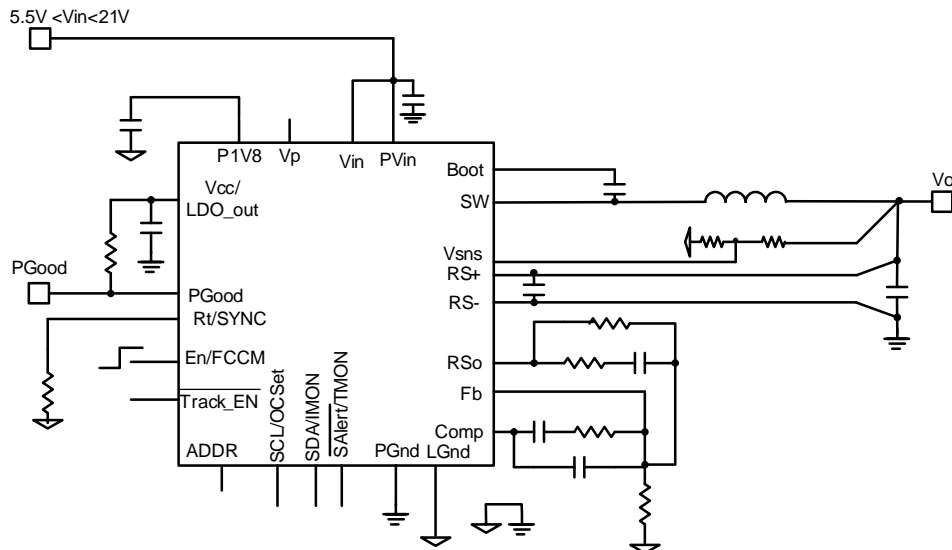 5.5V <Vin<21V
P1V8
Vp
Vin
PVin
Boot
Vcc/
LDO_out
SW
Vo
Vsns
PGood
RS+
PGood
RS-
Rt/SYNC
En/FCCM
RSo
Track_EN
Fb
Comp
ADDR
SCL/OCSet
SDA/IMON
SAlert/TMON
PGnd
LGnd